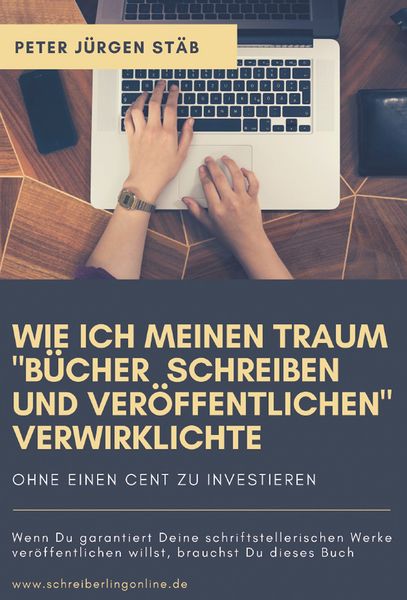 PETER JÜRGEN STÄB
WIE ICH MEINEN TRAUM
"BÜCHER SCHREIBEN
UND VERÖFFENTLICHEN"
VERWIRKLICHTE
OHNE EINEN CENT ZU INVESTIEREN
Wenn Du garantiert Deine schriftstellerischen Werke
veröffentlichen willst, brauchst Du dieses Buch
www.schreiberlingonline.de